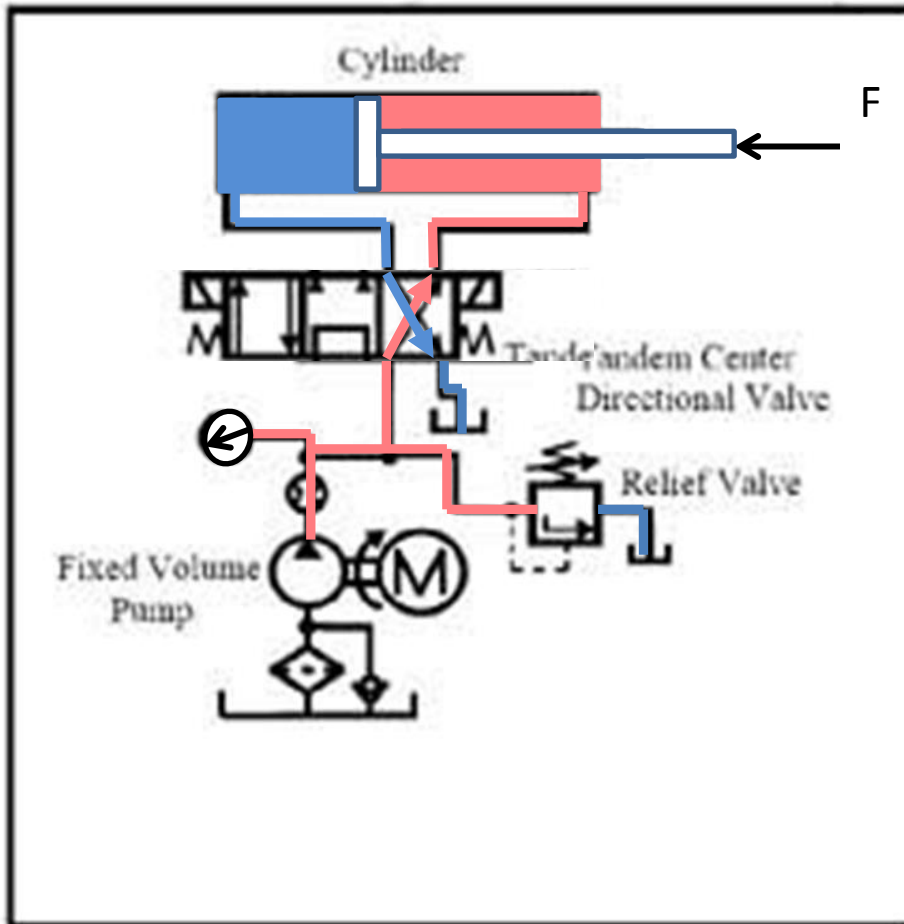 Cylinder
F
M
M
Tandem Center
Directional Valve
Relief Valve
Fixed Volume
Pump
M